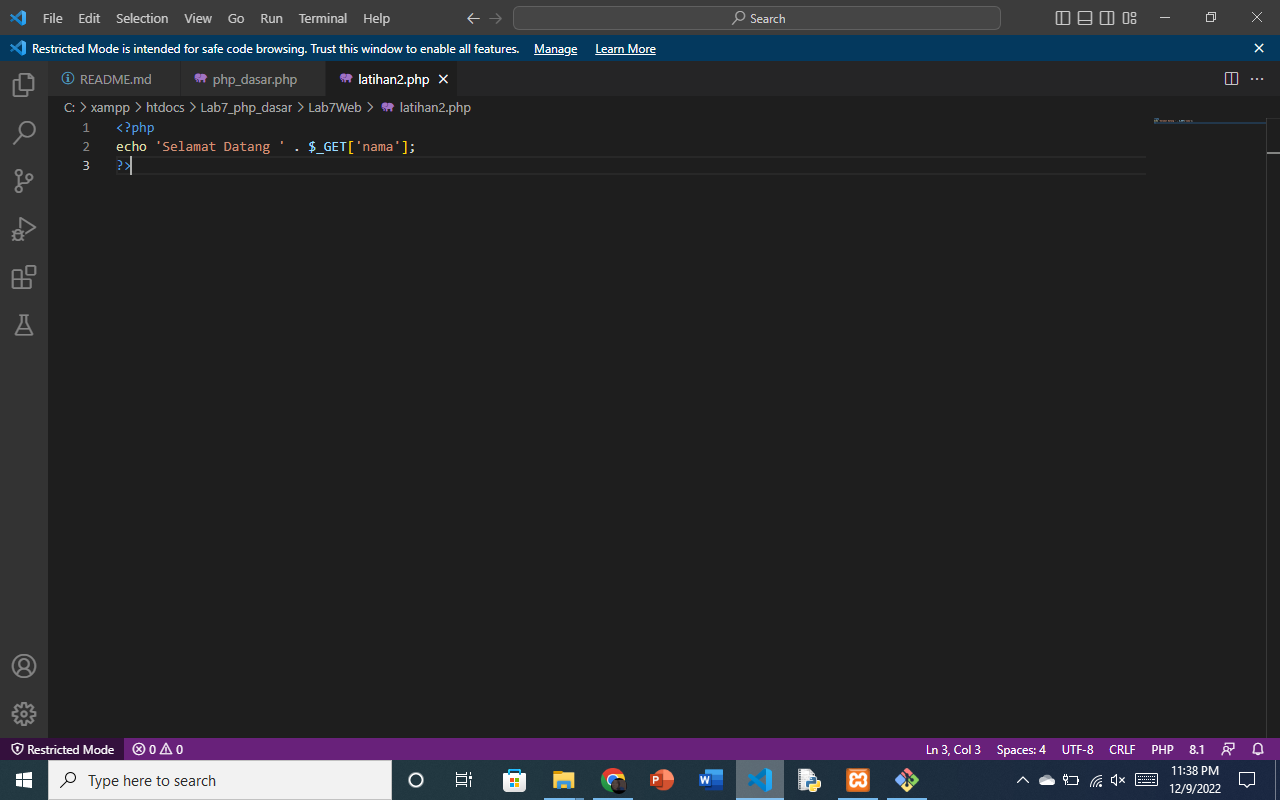 File Edit Selection View Go Run Terminal Help Search
Restricted Mode is intended for safe code browsing. Trust this window to enable all features. Manage Learn More
README.md php_dasar.php latihan2.php
C: > xampp > htdocs > Lab7_php_dasar > Lab7Web > latihan2.php
1 <?php
2 echo 'Selamat Datang ' . $_GET['nama'];
3 ?>
Restricted Mode 0 0 Ln 3, Col 3 Spaces: 4 UTF-8 CRLF PHP 8.1
Type here to search
11:38 PM
12/9/2022